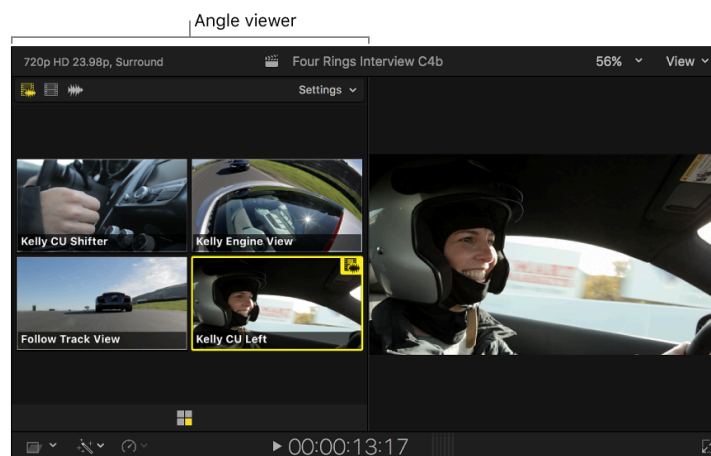 Angle viewer
720p HD 23.98p, Surround
Four Rings Interview C4b
56%
View
Settings
Kelly CU Shifter
Kelly Engine View
Follow Track View
Kelly CU Left
00:00:13:17